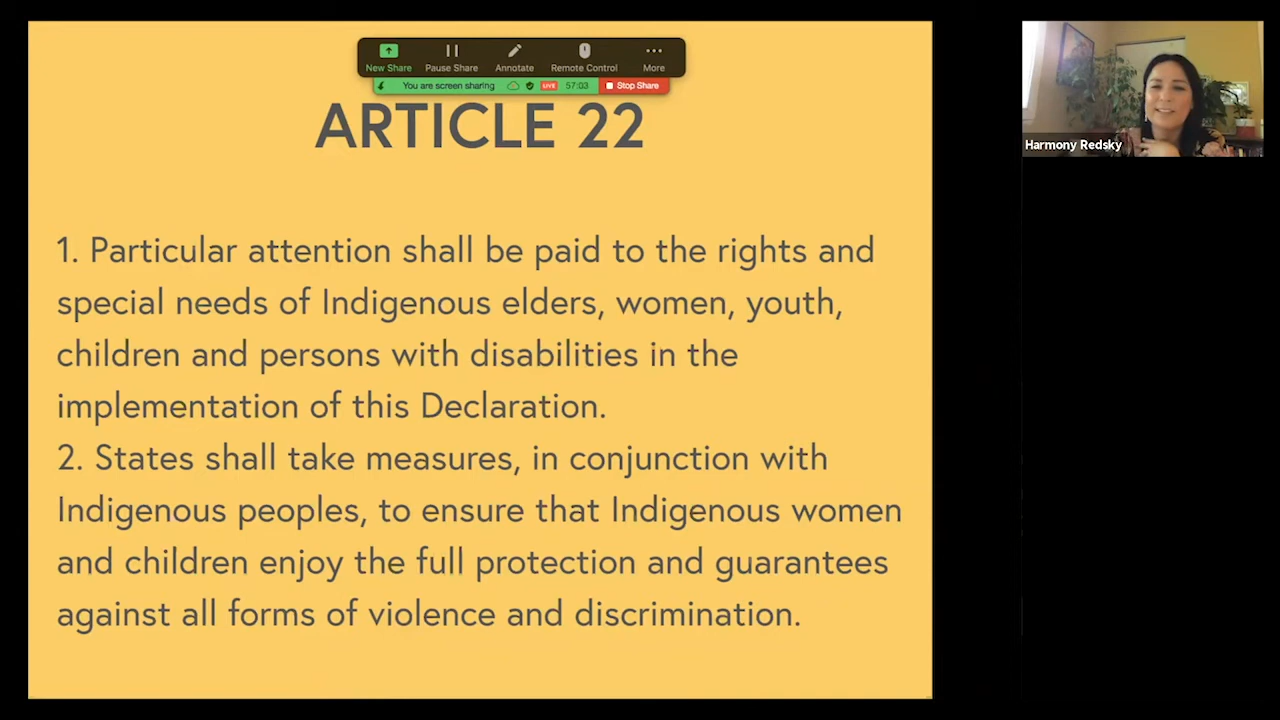 New Share
Pause Share
Annotate
Remote Control
More
You are screen sharing
LIVE
57:03
Stop Share
ARTICLE 22
1. Particular attention shall be paid to the rights and
special needs of Indigenous elders, women, youth,
children and persons with disabilities in the
implementation of this Declaration.
2. States shall take measures, in conjunction with
Indigenous peoples, to ensure that Indigenous women
and children enjoy the full protection and guarantees
against all forms of violence and discrimination.
Harmony Redsky